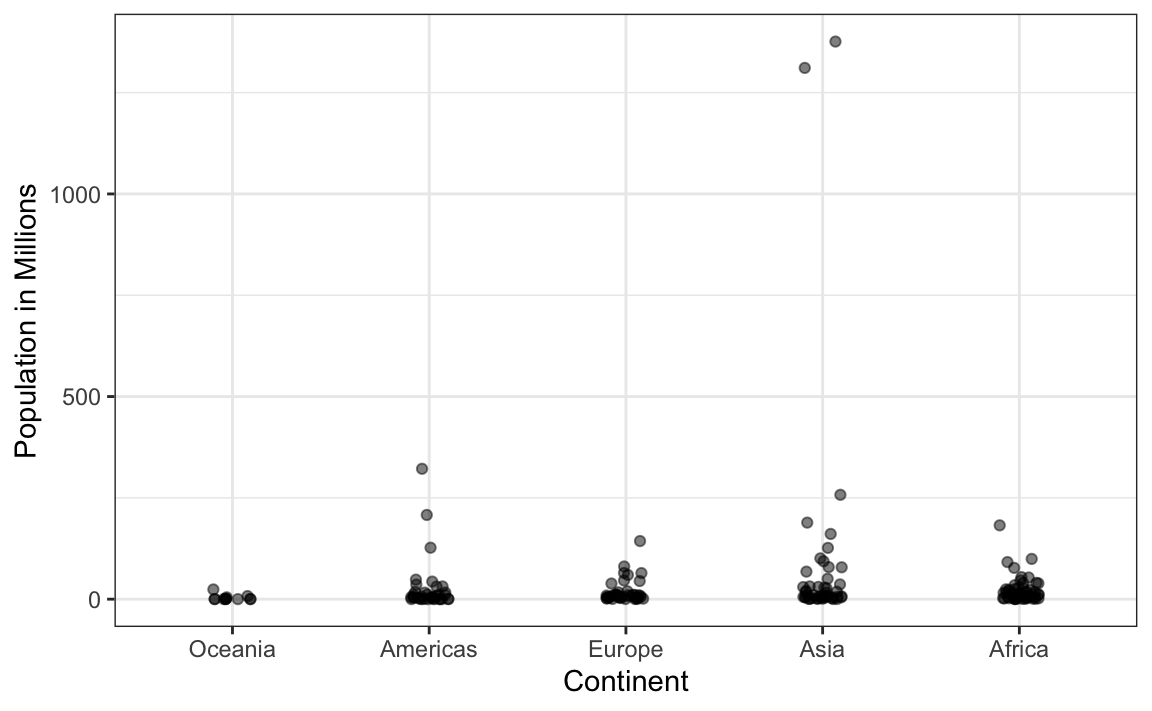 Population in Millions
1000
500
0
Oceania Americas Europe Asia Africa
Continent